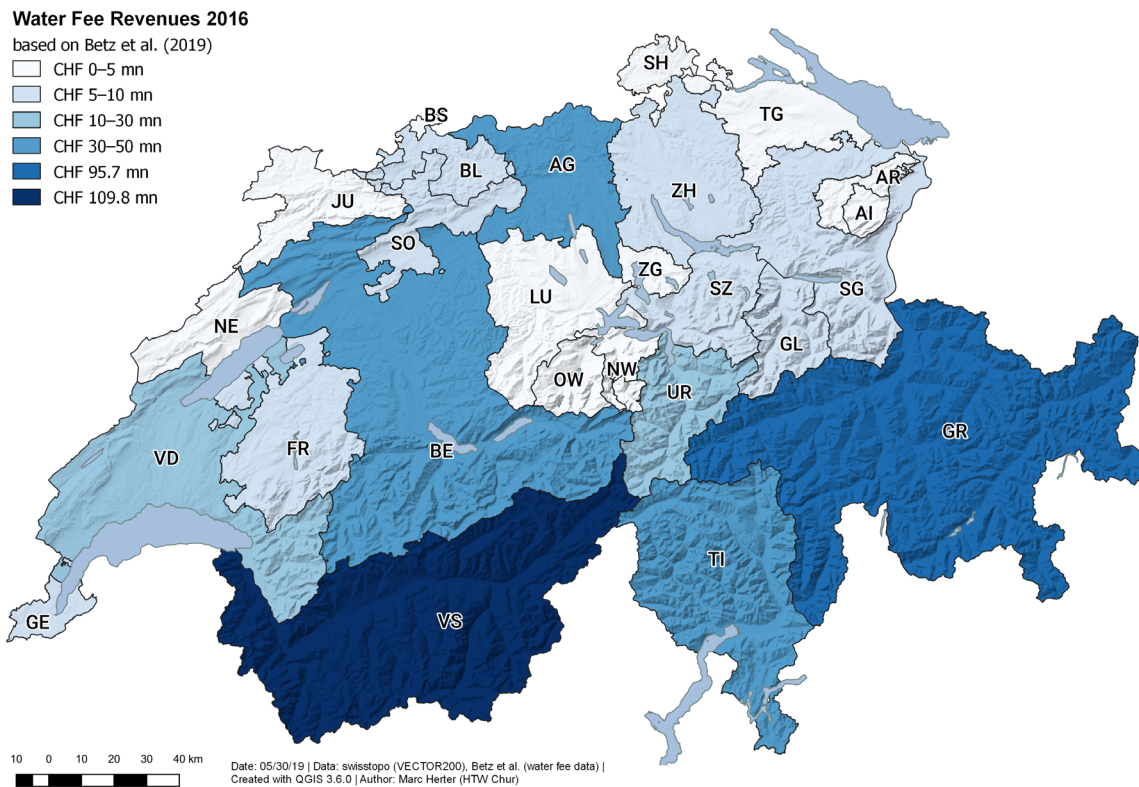 Water Fee Revenues 2016
based on Betz et al. (2019)
CHF 0–5 mn
CHF 5–10 mn
CHF 10–30 mn
CHF 30–50 mn
CHF 95.7 mn
CHF 109.8 mn
SH
BS
TG
AG
BL
AR
JU
ZH
AI
SO
ZG
SZ
SG
LU
NE
GL
OW
NW
UR
FR
BE
GR
VD
TI
GE
VS
10 0 10 20 30 40 km
Date: 05/30/19 | Data: swisstopo (VECTOR200), Betz et al. (water fee data) |
Created with QGIS 3.6.0 | Author: Marc Herter (HTW Chur)